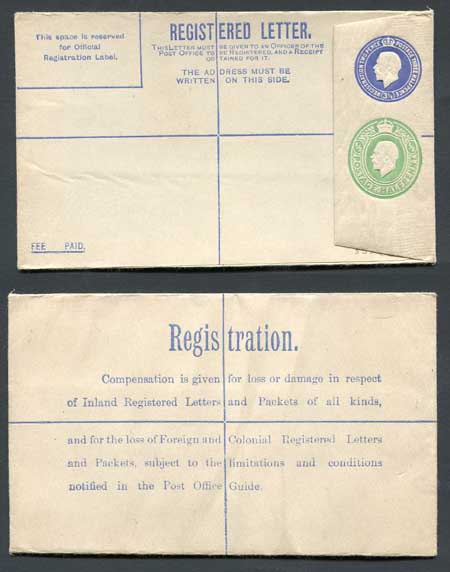 This space is reserved
for Official
Registration Label.
REGISTERED LETTER.
THIS LETTER MUST BE GIVEN TO AN OFFICER OF THE
POST OFFICE TO BE REGISTERED, AND A RECEIPT
OBTAINED FOR IT.
THE ADDRESS MUST BE
WRITTEN ON THIS SIDE.
POSTAGE HALFPENNY
FEE PAID.
Registration.
Compensation is given for loss or damage in respect
of Inland Registered Letters and Packets of all kinds,
and for the loss of Foreign and Colonial Registered Letters
and Packets, subject to the limitations and conditions
notified in the Post Office Guide.